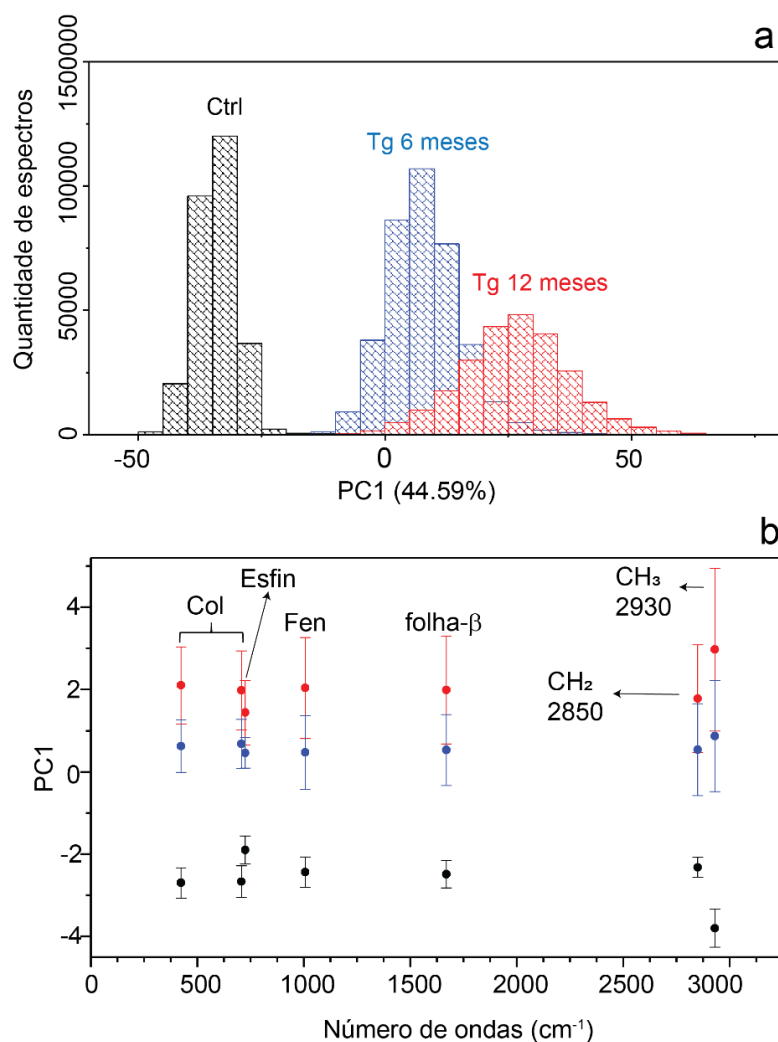 a
Quantidade de espectros
1500000
100000
50000
0
Ctrl
Tg 6 meses
Tg 12 meses
-50
0
50
PC1 (44.59%)
b
PC1
4
2
0
-2
-4
Col
Esfin
Fen
folha-β
CH₃
2930
CH₂
2850
0
500
1000
1500
2000
2500
3000
Número de ondas (cm⁻¹)